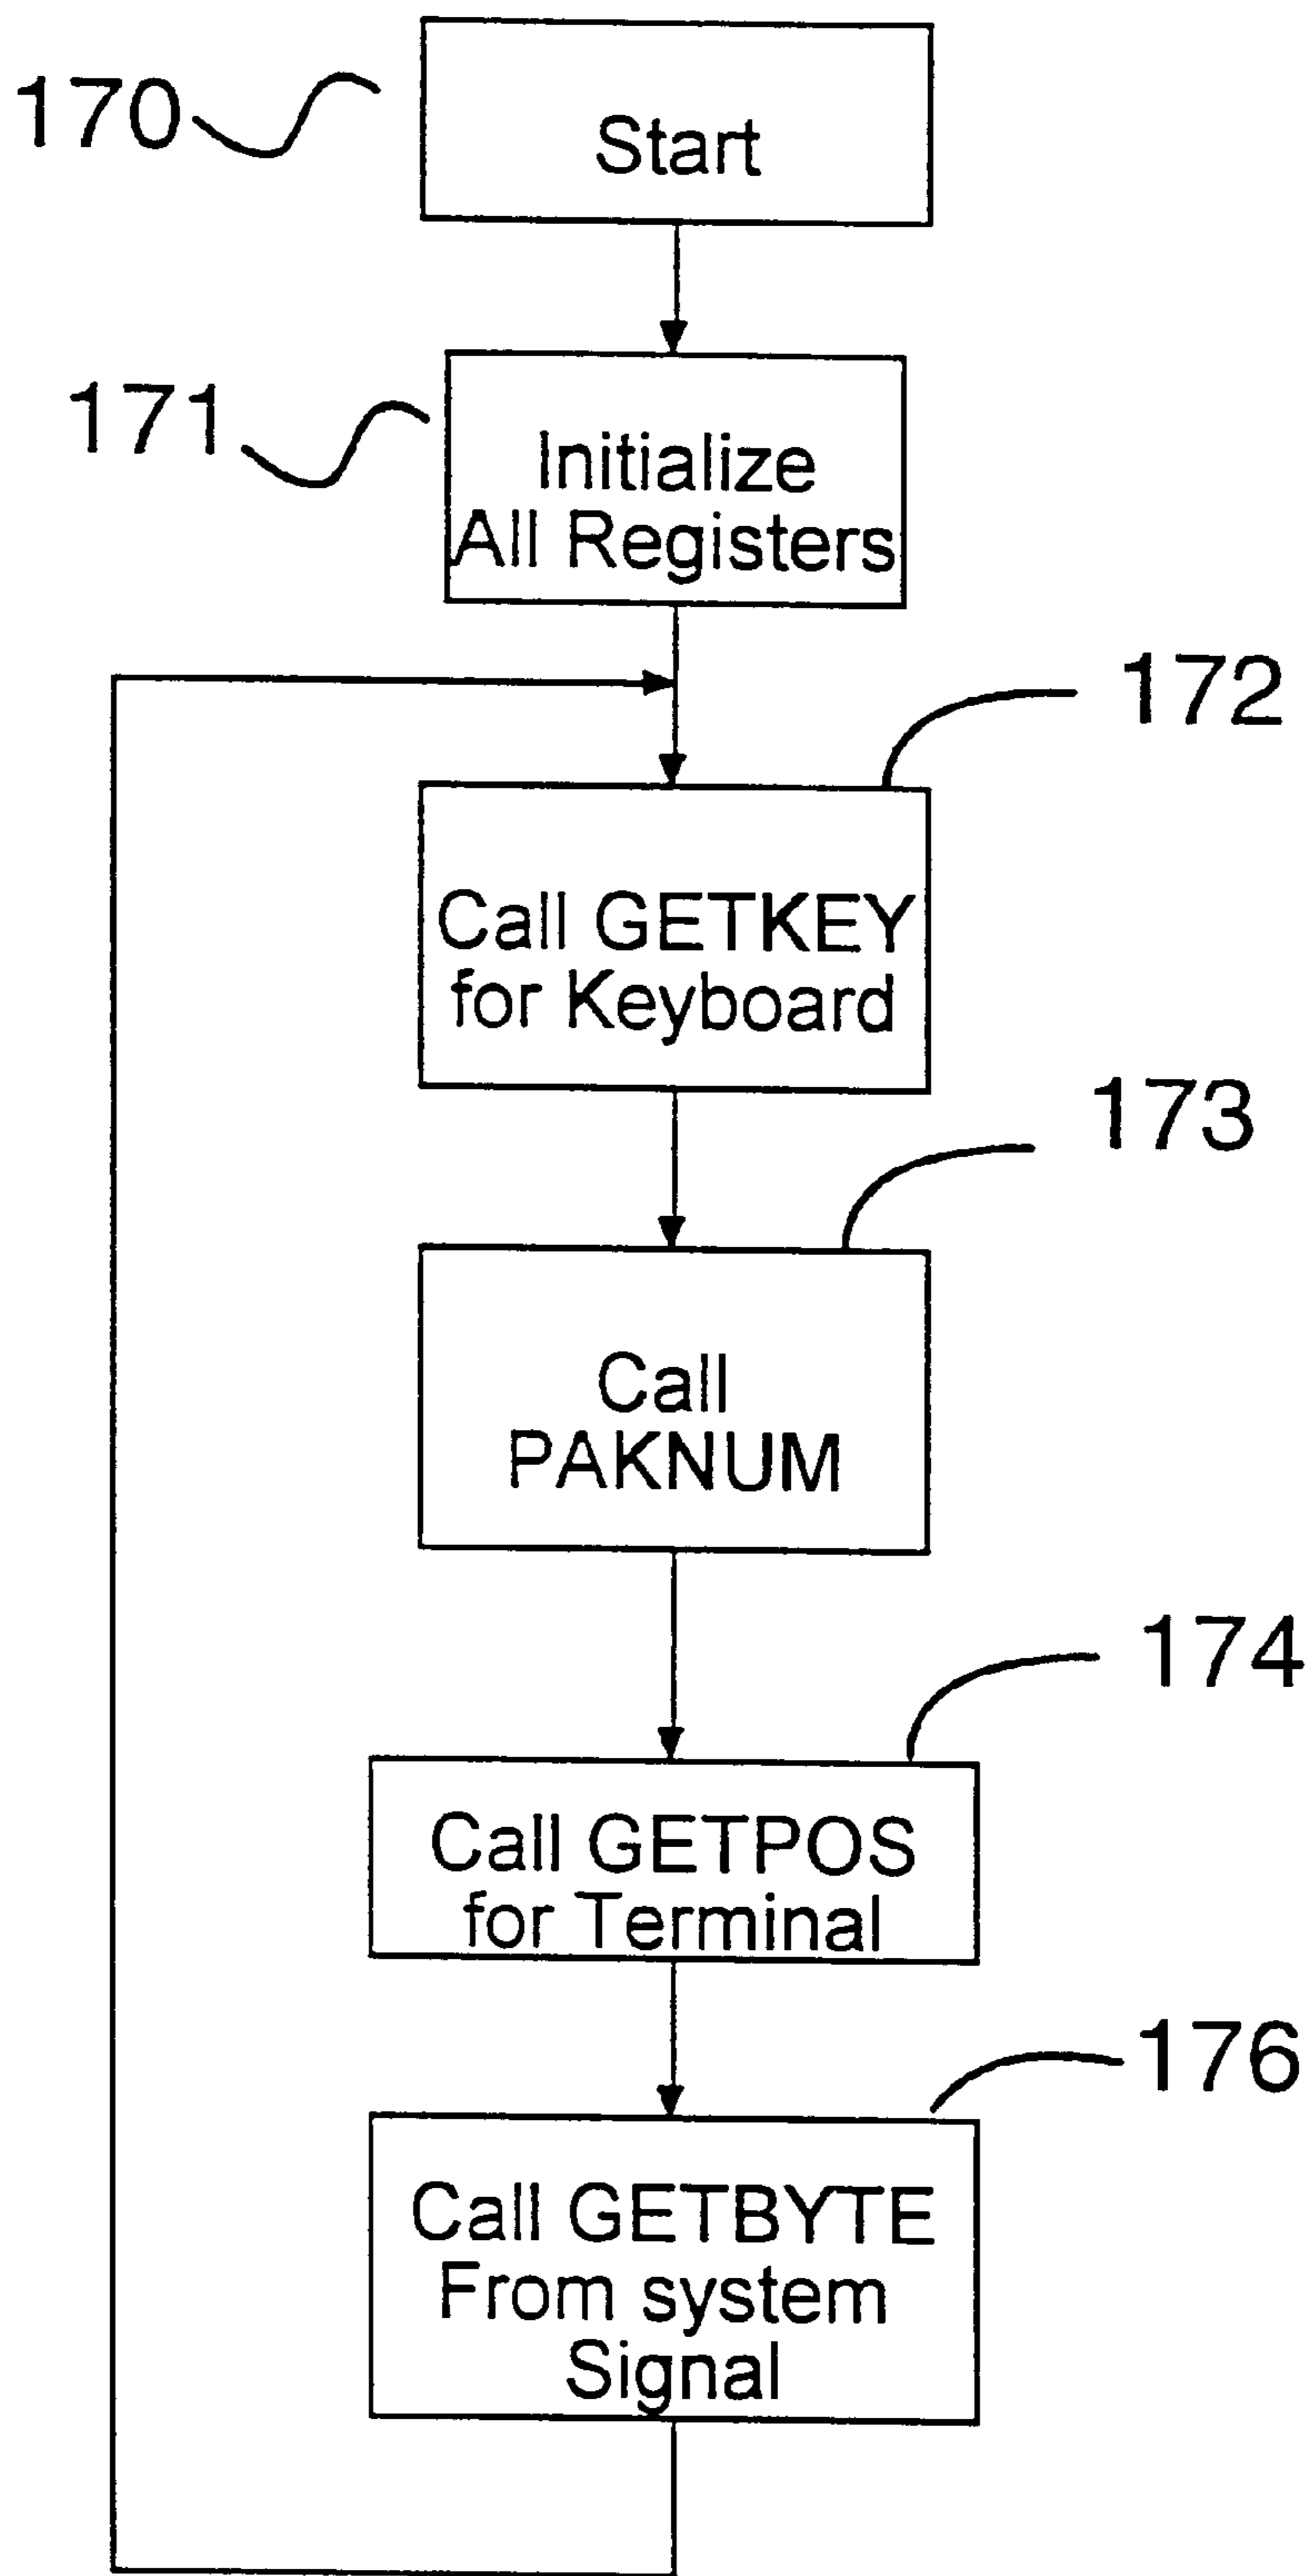 170
Start
171
Initialize
All Registers
172
Call GETKEY
for Keyboard
173
Call
PAKNUM
174
Call GETPOS
for Terminal
176
Call GETBYTE
From system
Signal